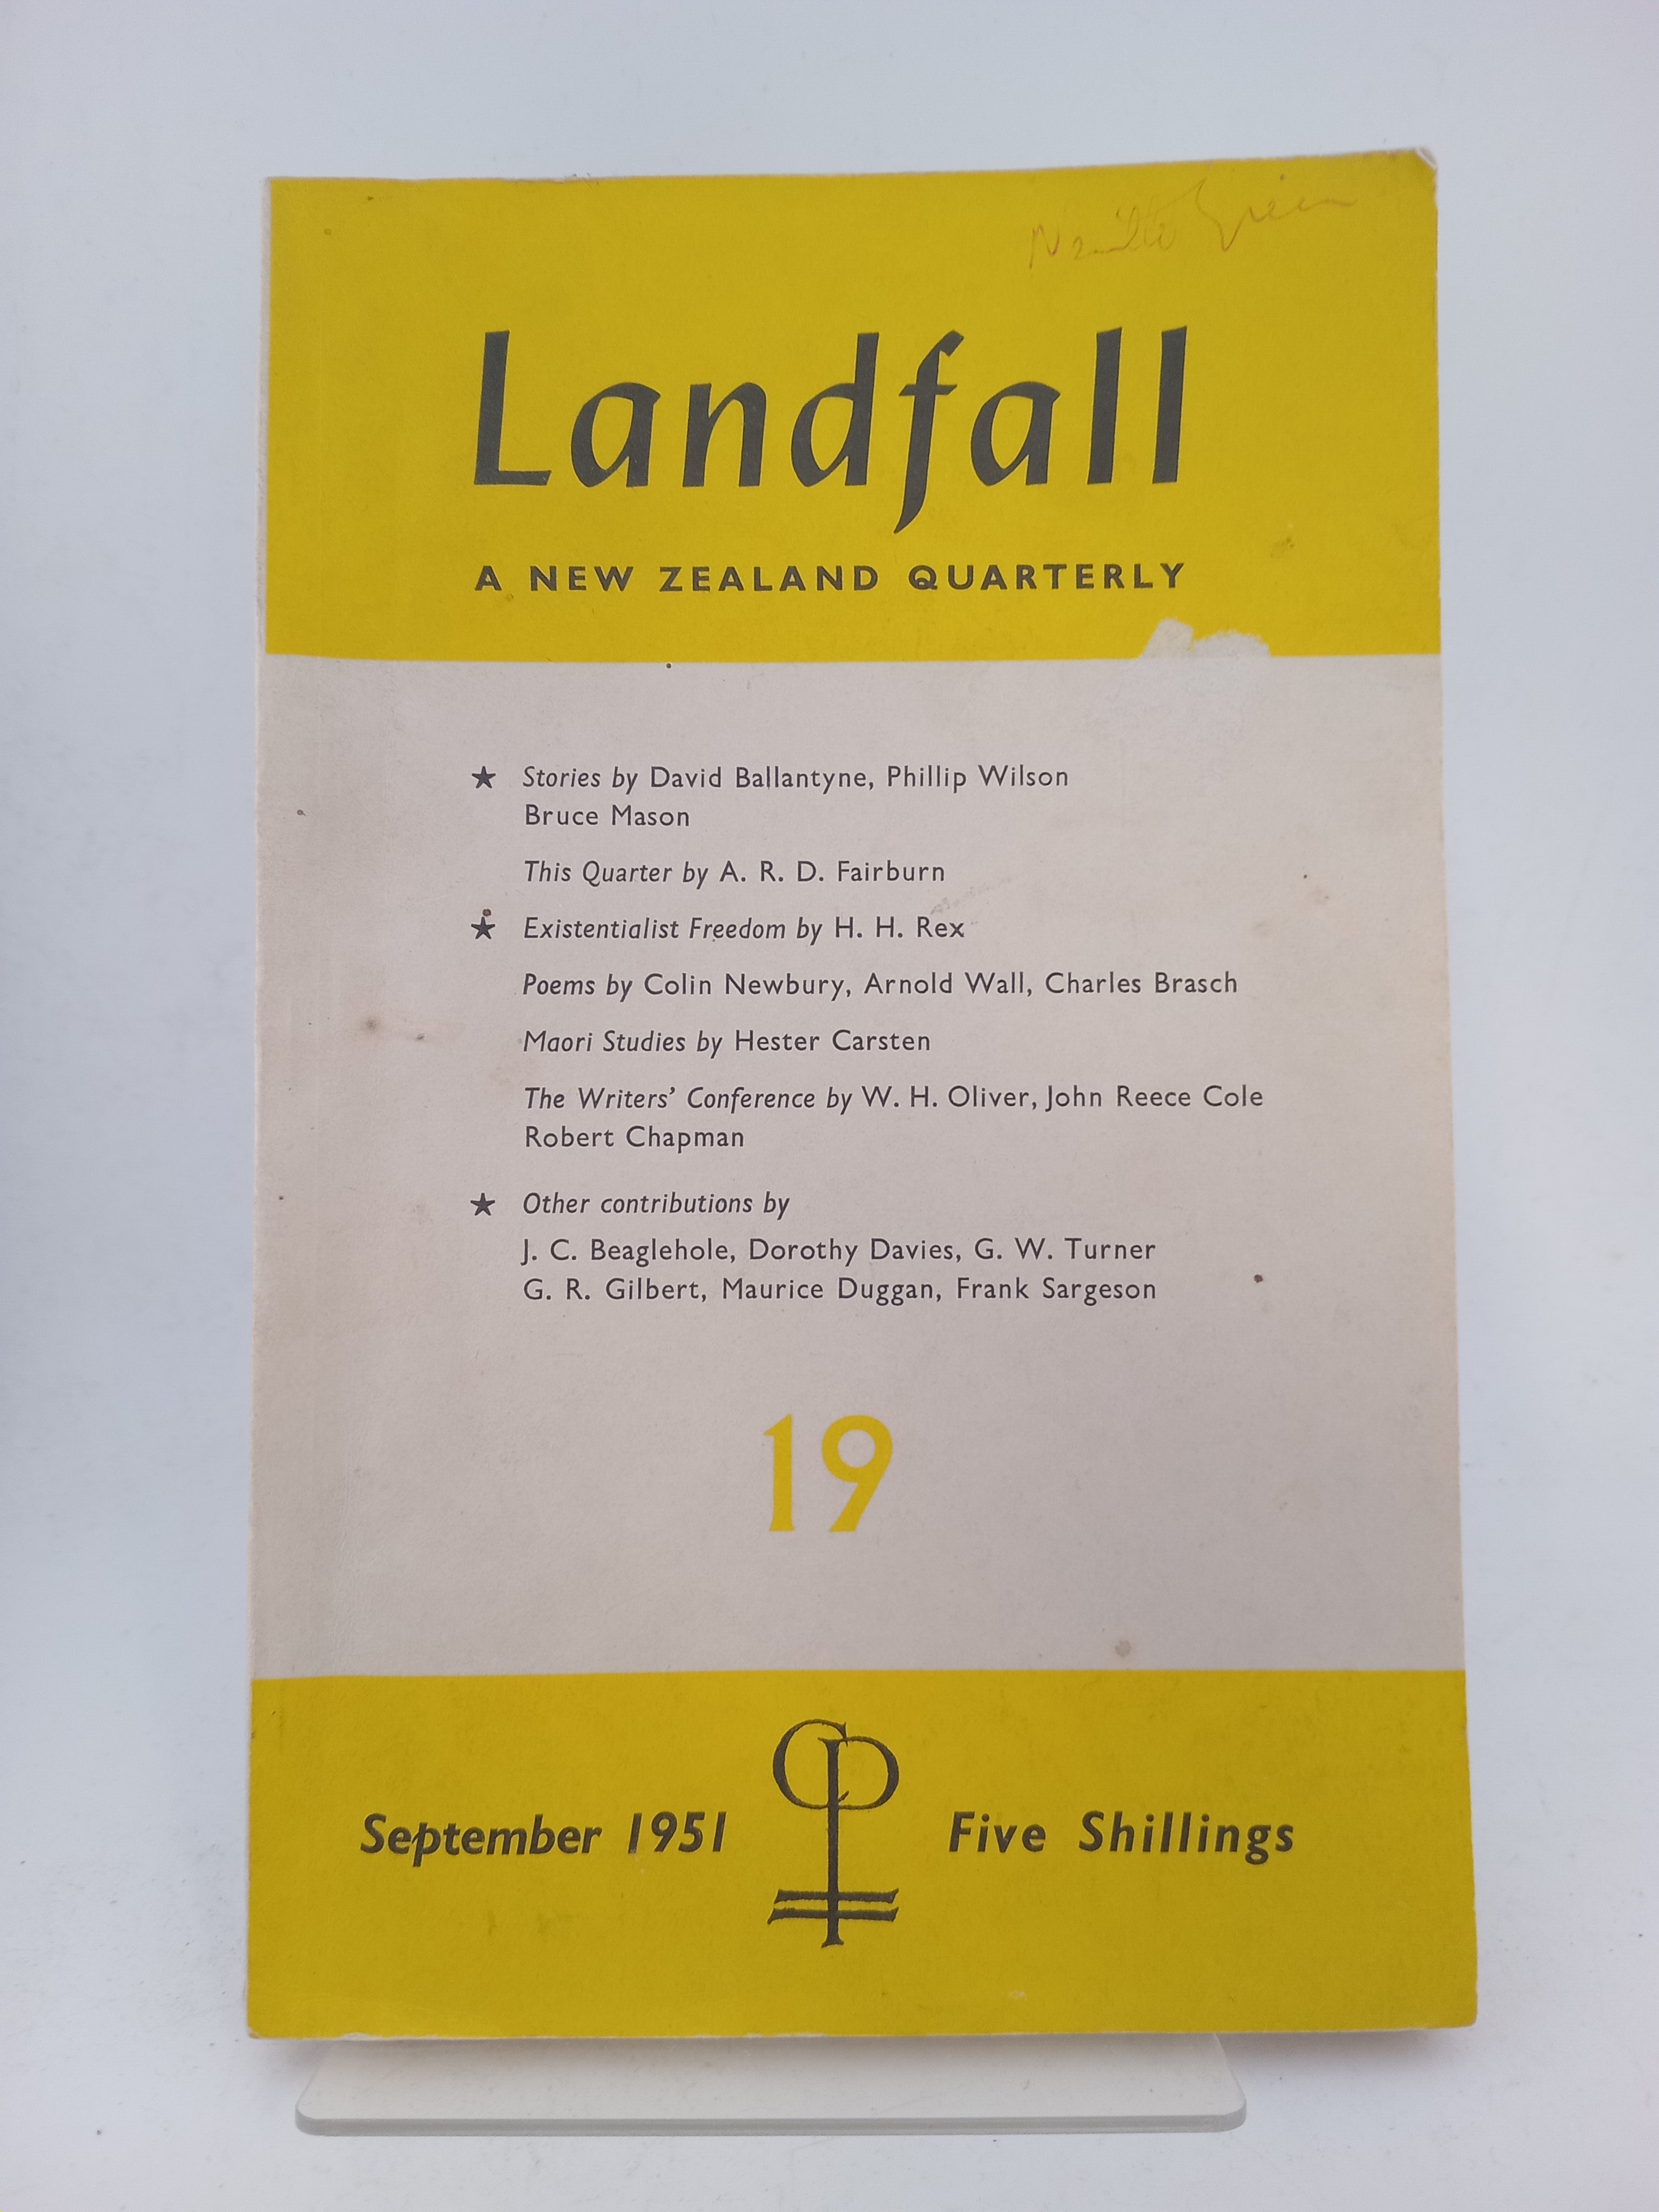 Green
Landfall
A NEW ZEALAND QUARTERLY
★ Stories by David Ballantyne, Phillip Wilson
Bruce Mason
This Quarter by A. R. D. Fairburn
★ Existentialist Freedom by H. H. Rex
Poems by Colin Newbury, Arnold Wall, Charles Brasch
Maori Studies by Hester Carsten
The Writers' Conference by W. H. Oliver, John Reece Cole
Robert Chapman
★ Other contributions by
J. C. Beaglehole, Dorothy Davies, G. W. Turner
G. R. Gilbert, Maurice Duggan, Frank Sargeson
19
September 1951 CP Five Shillings